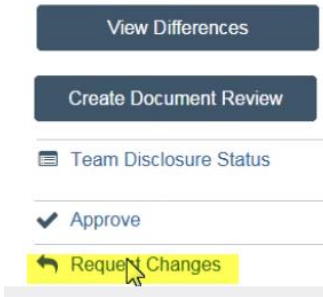 View Differences
Create Document Review
Team Disclosure Status
Approve
Request Changes